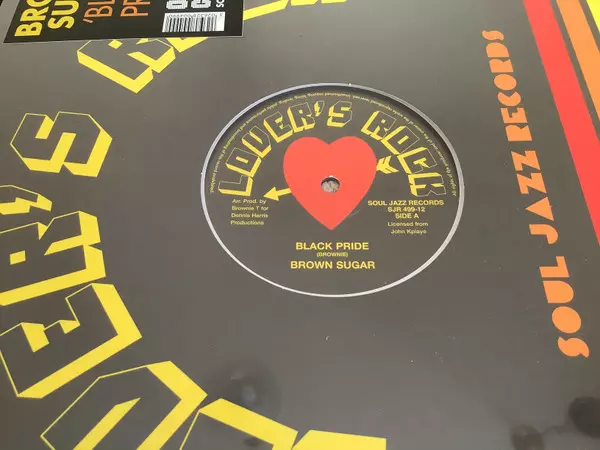 BRO
SU
'BU
PR
LOVER'S ROCK
Arr. Prod. by
Brownie T for
Dennis Harris
Productions
SOUL JAZZ RECORDS
SJR 499-12
SIDE A
Licensed from
John Kpiaye
BLACK PRIDE
(BROWNIE)
BROWN SUGAR
SOUL JAZZ RECORDS